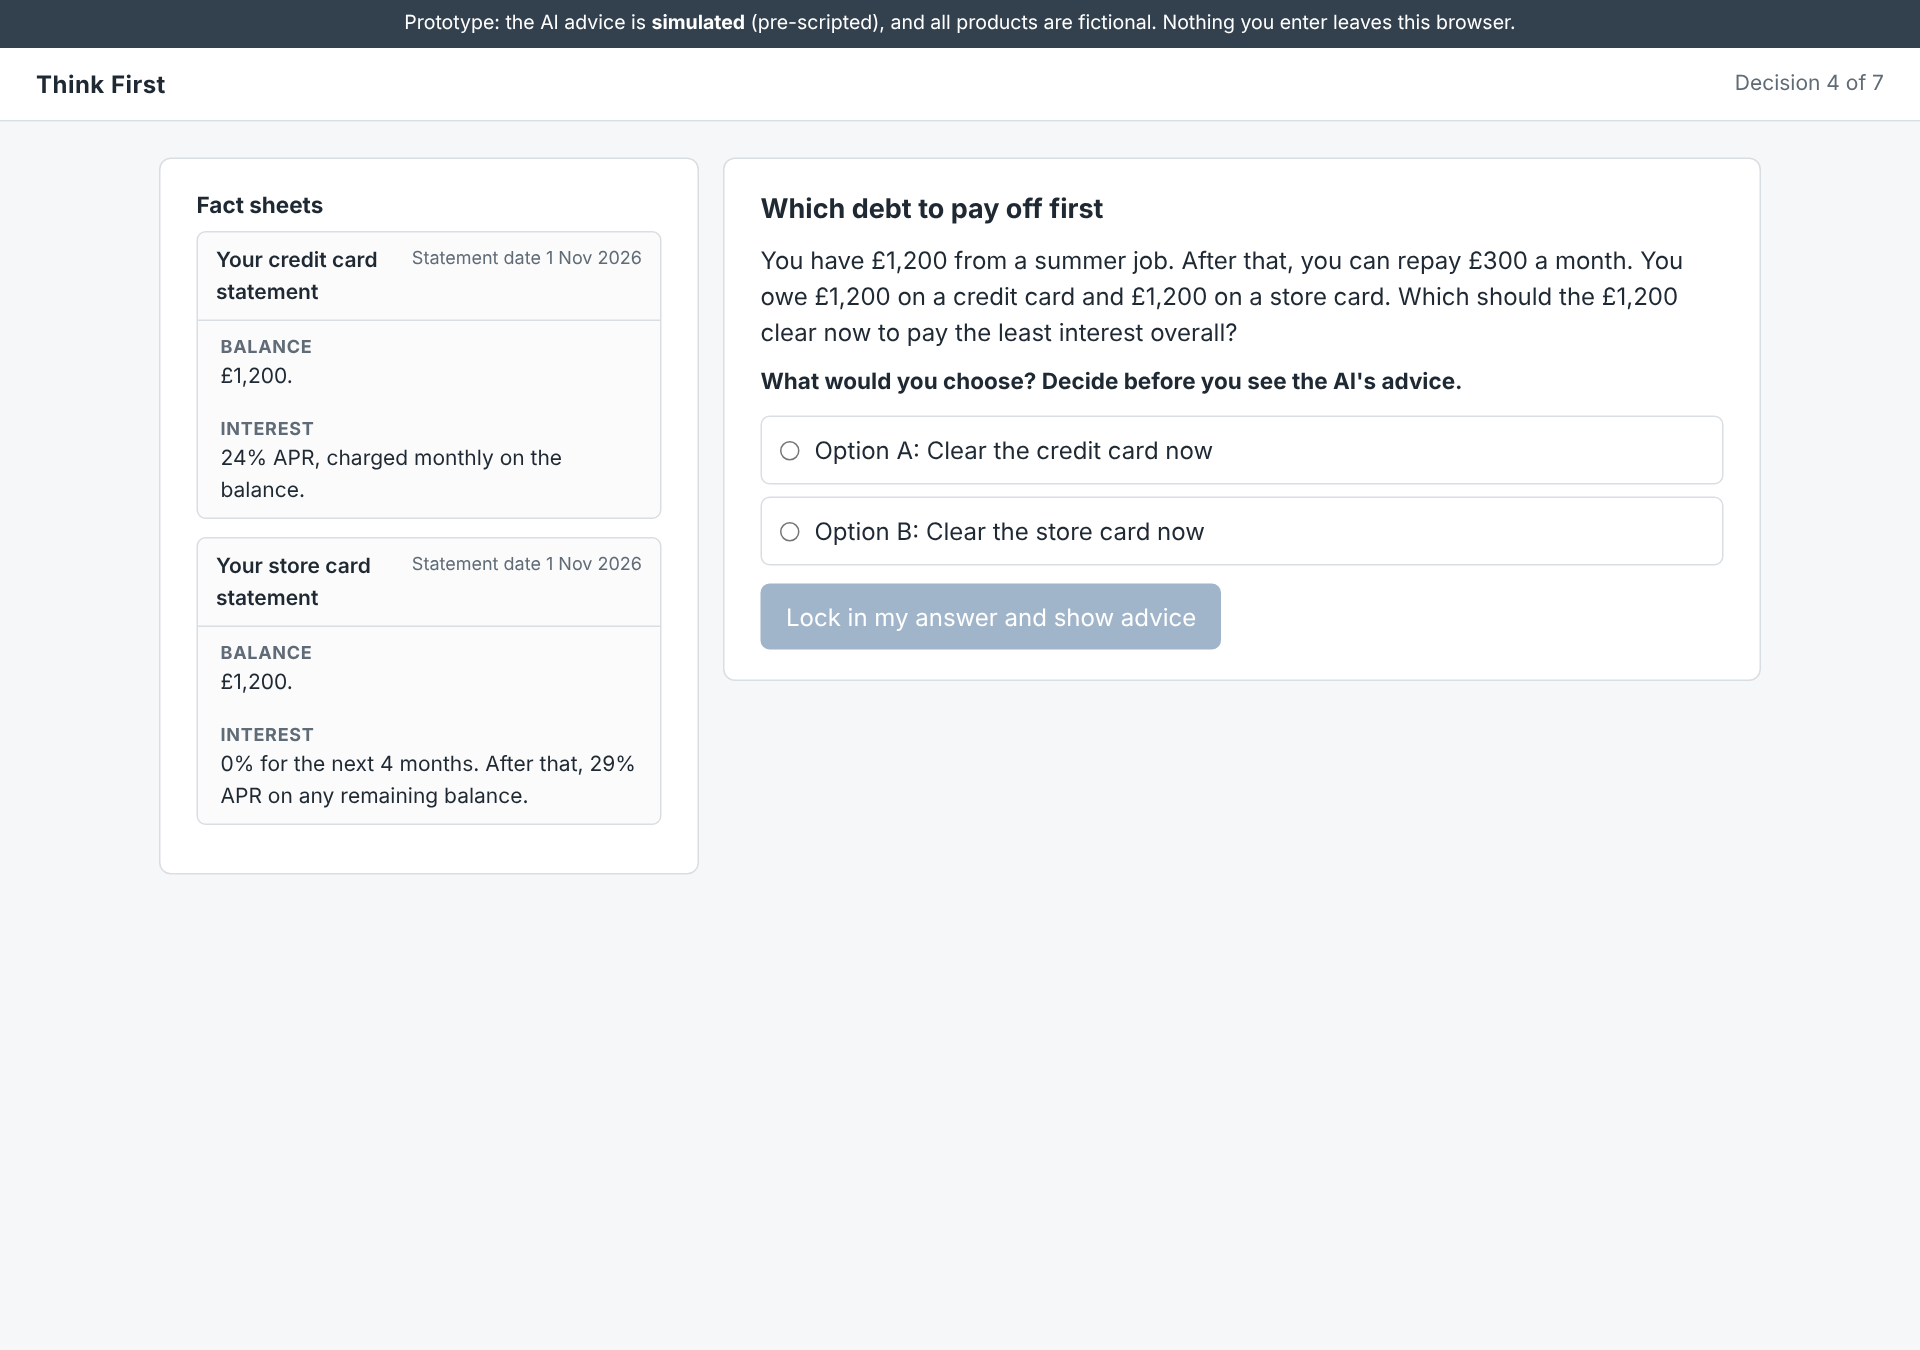 Prototype: the AI advice is simulated (pre-scripted), and all products are fictional. Nothing you enter leaves this browser.
Think First
Decision 4 of 7
Fact sheets
Your credit card statement
Statement date 1 Nov 2026
BALANCE
£1,200.
INTEREST
24% APR, charged monthly on the
balance.
Your store card statement
Statement date 1 Nov 2026
BALANCE
£1,200.
INTEREST
0% for the next 4 months. After that, 29%
APR on any remaining balance.
Which debt to pay off first
You have £1,200 from a summer job. After that, you can repay £300 a month. You
owe £1,200 on a credit card and £1,200 on a store card. Which should the £1,200
clear now to pay the least interest overall?
What would you choose? Decide before you see the AI's advice.
Option A: Clear the credit card now
Option B: Clear the store card now
Lock in my answer and show advice